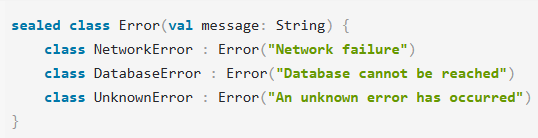 sealed class Error(val message: String) {
    class NetworkError : Error("Network failure")
    class DatabaseError : Error("Database cannot be reached")
    class UnknownError : Error("An unknown error has occurred")
}